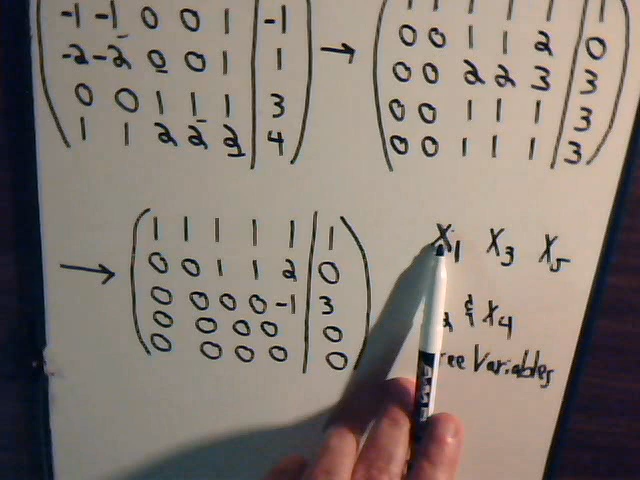 -1 -1 0 0 1 | -1
-2 -2 0 0 1 | 1
0 0 1 1 1 | 3
1 1 2 2 2 | 4
→
0 0 1 1 2 | 0
0 0 2 2 3 | 3
0 0 1 1 1 | 3
0 0 1 1 1 | 3
→
1 1 1 1 1 | 1
0 0 1 1 2 | 0
0 0 0 0 -1 | 3
0 0 0 0 | 0
0 0 0 0 | 0
X₁ X₃ X₅
& X₄
Variables